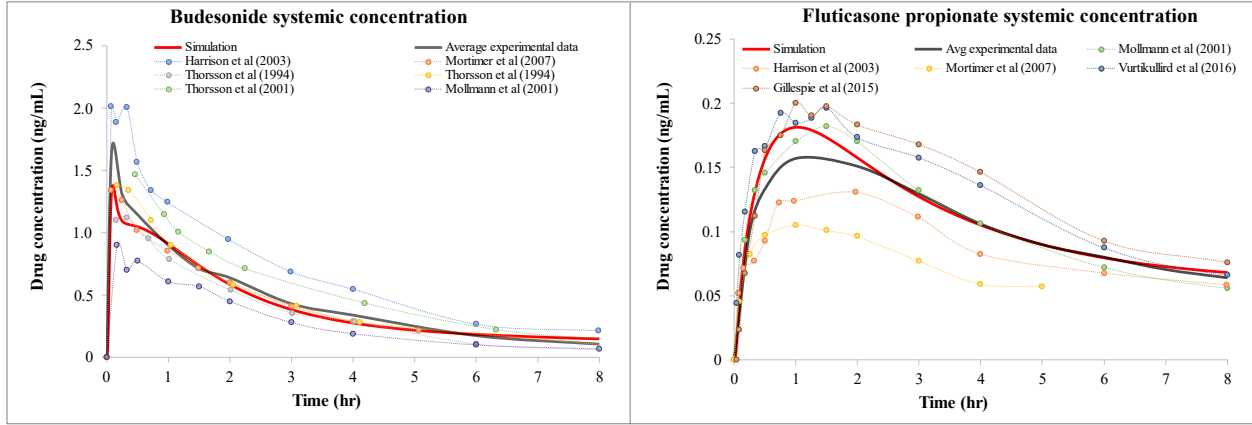 Budesonide systemic concentration
Simulation
Average experimental data
Harrison et al (2003)
Mortimer et al (2007)
Thorsson et al (1994)
Thorsson et al (1994)
Thorsson et al (2001)
Mollmann et al (2001)
Drug concentration (ng/mL)
2.5
2.0
1.5
1.0
0.5
0
0 1 2 3 4 5 6 7 8
Time (hr)
Fluticasone propionate systemic concentration
Simulation
Avg experimental data
Mollmann et al (2001)
Harrison et al (2003)
Mortimer et al (2007)
Vurtikullird et al (2016)
Gillespie et al (2015)
Drug concentration (ng/mL)
0.25
0.2
0.15
0.1
0.05
0
0 1 2 3 4 5 6 7 8
Time (hr)